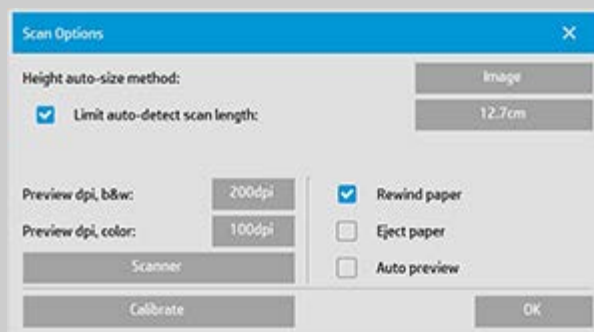 Scan Options
Height auto-size method:
Image
Limit auto-detect scan length:
12.7cm
Preview dpi, b&w:
200dpi
Rewind paper
Preview dpi, color:
100dpi
Eject paper
Scanner
Auto preview
Calibrate
OK